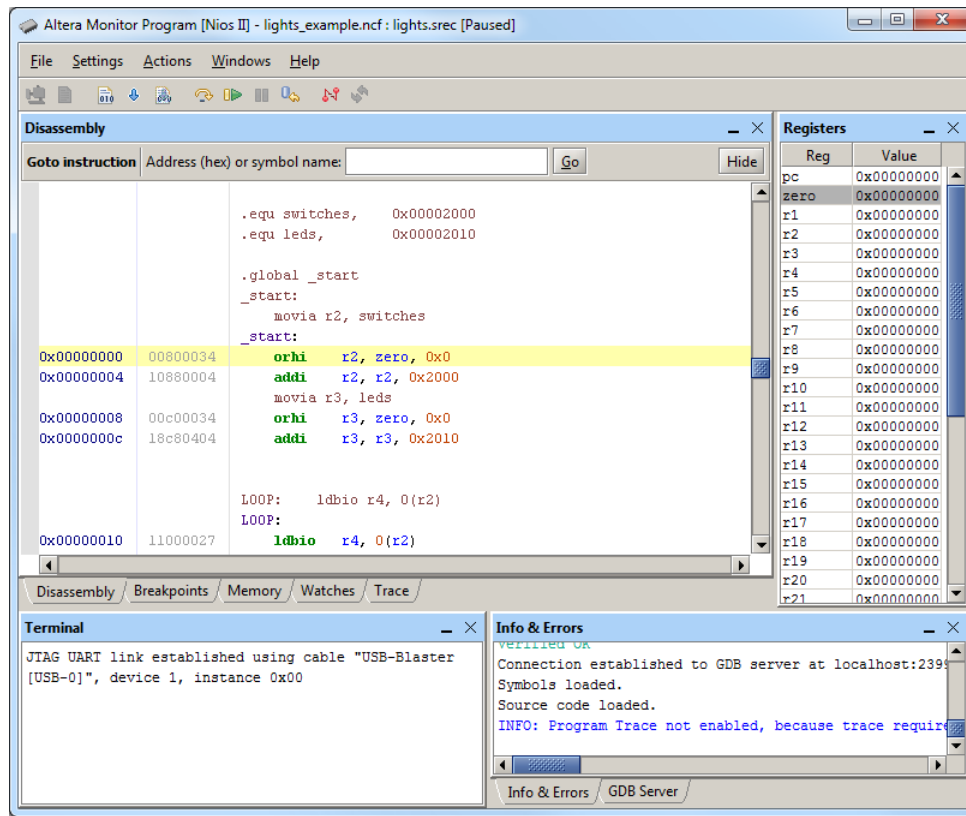 Altera Monitor Program [Nios II] - lights_example.ncf : lights.srec [Paused]
File Settings Actions Windows Help
Disassembly
Goto instruction Address (hex) or symbol name: Go Hide
.equ switches, 0x00002000
.equ leds, 0x00002010
.global _start
_start:
movia r2, switches
_start:
0x00000000 00800034 orhi r2, zero, 0x0
0x00000004 10880004 addi r2, r2, 0x2000
movia r3, leds
0x00000008 00c00034 orhi r3, zero, 0x0
0x0000000c 18c80404 addi r3, r3, 0x2010
LOOP: ldbio r4, 0(r2)
LOOP:
0x00000010 11000027 ldbio r4, 0(r2)
Disassembly Breakpoints Memory Watches Trace
Registers
Reg Value
pc 0x00000000
zero 0x00000000
r1 0x00000000
r2 0x00000000
r3 0x00000000
r4 0x00000000
r5 0x00000000
r6 0x00000000
r7 0x00000000
r8 0x00000000
r9 0x00000000
r10 0x00000000
r11 0x00000000
r12 0x00000000
r13 0x00000000
r14 0x00000000
r15 0x00000000
r16 0x00000000
r17 0x00000000
r18 0x00000000
r19 0x00000000
r20 0x00000000
r21 0x00000000
Terminal
JTAG UART link established using cable "USB-Blaster
[USB-0]", device 1, instance 0x00
Info & Errors
Verified OK
Connection established to GDB server at localhost:2399
Symbols loaded.
Source code loaded.
INFO: Program Trace not enabled, because trace require
Info & Errors GDB Server